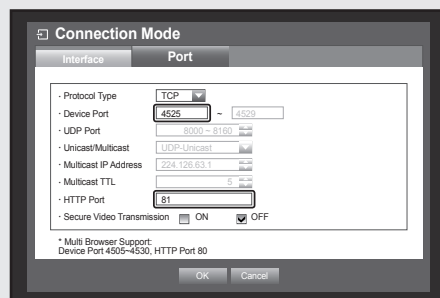 Connection Mode
Interface Port
· Protocol Type TCP
· Device Port 4525 ~ 4529
· UDP Port 8000 ~ 8160
· Unicast/Multicast UDP-Unicast
· Multicast IP Address 224.126.63.1
· Multicast TTL 5
· HTTP Port 81
· Secure Video Transmission ON OFF
* Multi Browser Support:
Device Port 4505~4530, HTTP Port 80
OK Cancel